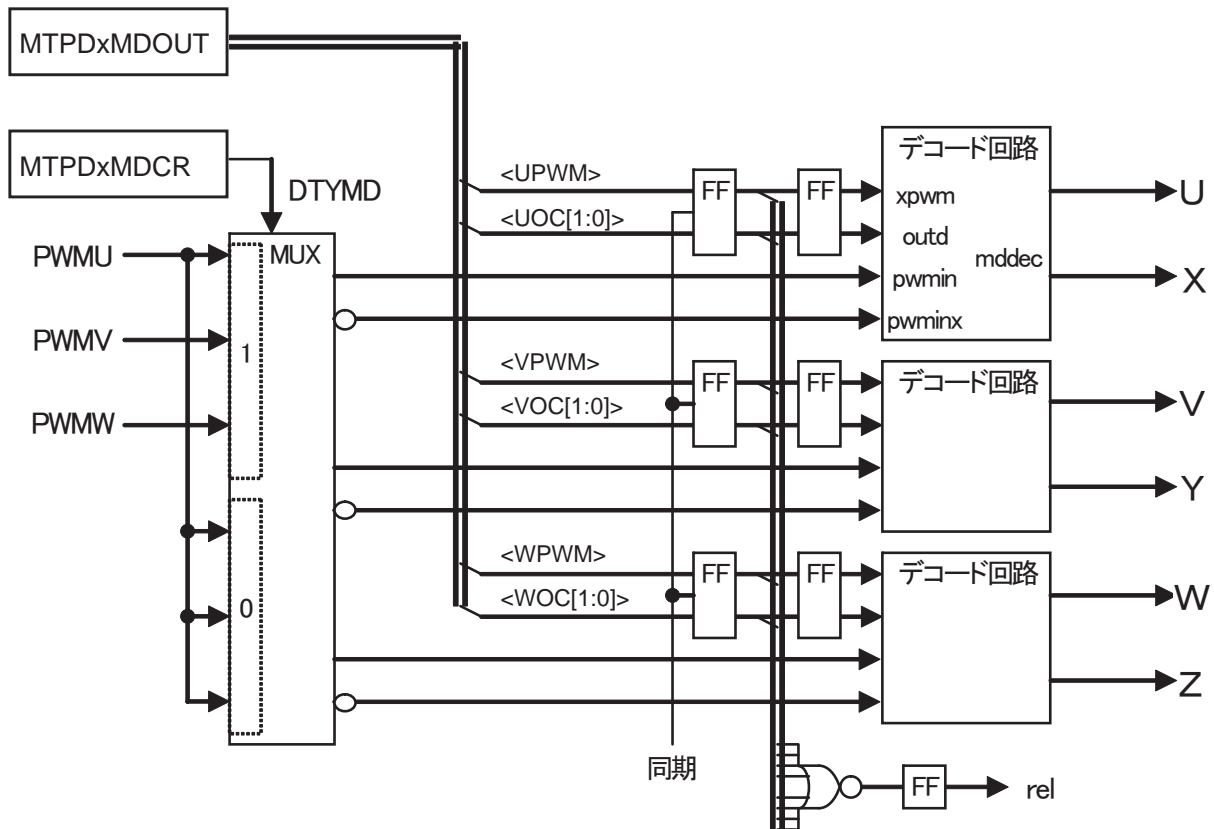 MTPDxMDOUT
MTPDxMDCR
DTYMD
MUX
PWMU
PWMV
PWMW
1
0
<UPWM>
<UOC[1:0]>
FF
FF
デコード回路
xpwm
outd
mddec
pwmin
pwminx
U
X
<VPWM>
<VOC[1:0]>
FF
FF
デコード回路
V
Y
<WPWM>
<WOC[1:0]>
FF
FF
デコード回路
W
Z
同期
FF
rel